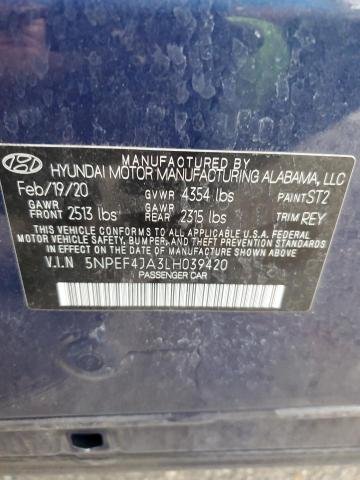 MANUFACTURED BY
HYUNDAI MOTOR MANUFACTURING ALABAMA, LLC
Feb/19/20 GVWR 4354 lbs PAINT ST2
GAWR FRONT 2513 lbs GAWR REAR 2315 lbs TRIM REY
THIS VEHICLE CONFORMS TO ALL APPLICABLE U.S.A. FEDERAL
MOTOR VEHICLE SAFETY, BUMPER, AND THEFT PREVENTION STANDARDS
IN EFFECT ON THE DATE OF MANUFACTURE SHOWN ABOVE.
V.I.N 5NPEF4JA3LH039420
PASSENGER CAR